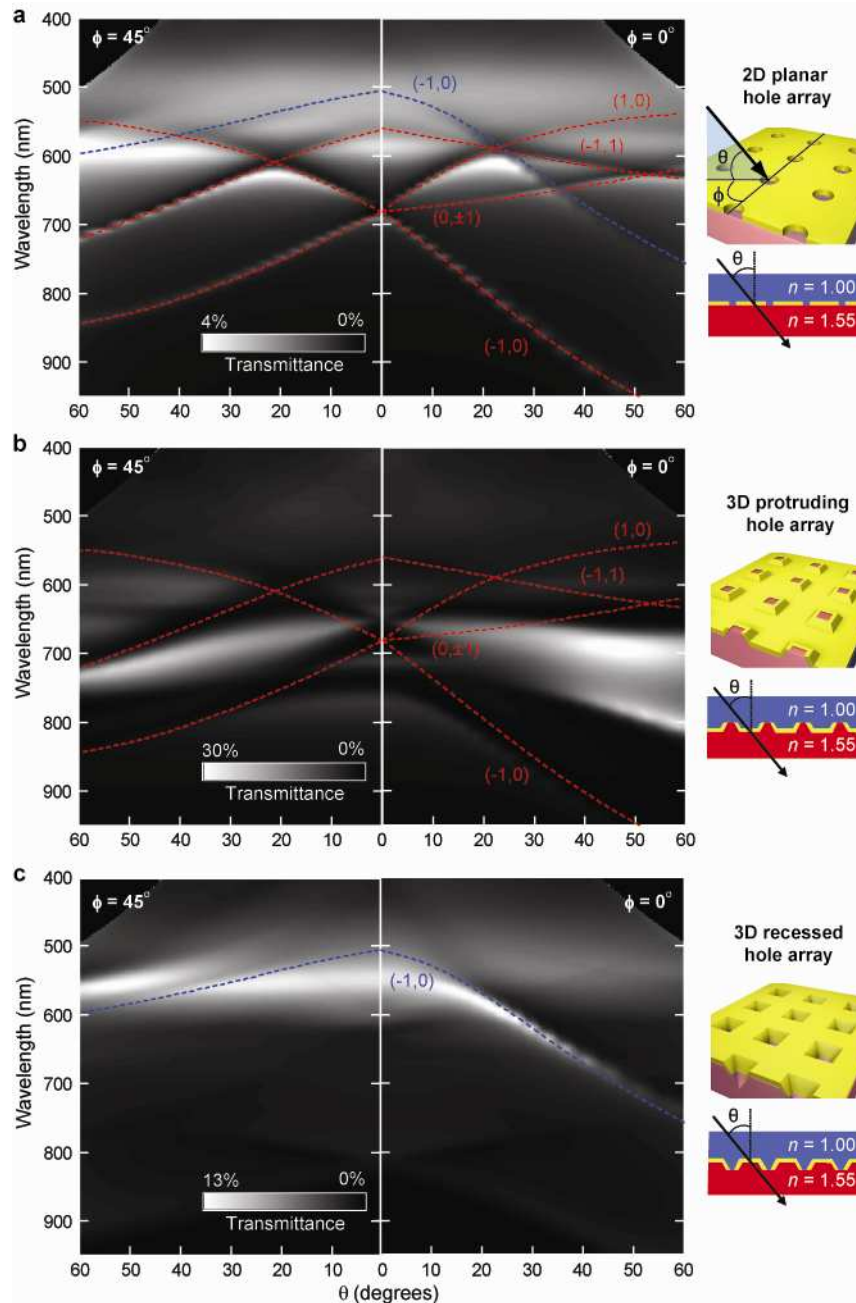 a
400
500
600
700
800
900
Wavelength (nm)
ϕ = 45°
ϕ = 0°
(-1,0)
(1,0)
(-1,1)
(0,±1)
(-1,0)
4% 0%
Transmittance
60 50 40 30 20 10 0 10 20 30 40 50 60
2D planar
hole array
θ
ϕ
θ
n = 1.00
n = 1.55
b
400
500
600
700
800
900
Wavelength (nm)
ϕ = 45°
ϕ = 0°
(1,0)
(-1,1)
(0,±1)
(-1,0)
30% 0%
Transmittance
60 50 40 30 20 10 0 10 20 30 40 50 60
3D protruding
hole array
θ
n = 1.00
n = 1.55
c
400
500
600
700
800
900
Wavelength (nm)
ϕ = 45°
ϕ = 0°
(-1,0)
13% 0%
Transmittance
60 50 40 30 20 10 0 10 20 30 40 50 60
θ (degrees)
3D recessed
hole array
θ
n = 1.00
n = 1.55